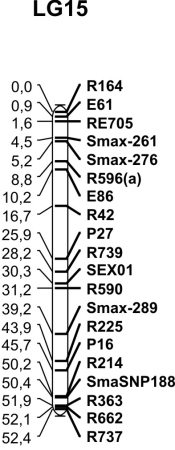 LG15
0,0 R164
0,9 E61
1,6 RE705
4,5 Smax-261
5,2 Smax-276
8,8 R596(a)
10,2 E86
16,7 R42
25,9 P27
28,2 R739
30,3 SEX01
31,2 R590
39,2 Smax-289
43,9 R225
45,7 P16
50,2 R214
50,4 SmaSNP188
51,9 R363
52,1 R662
52,4 R737